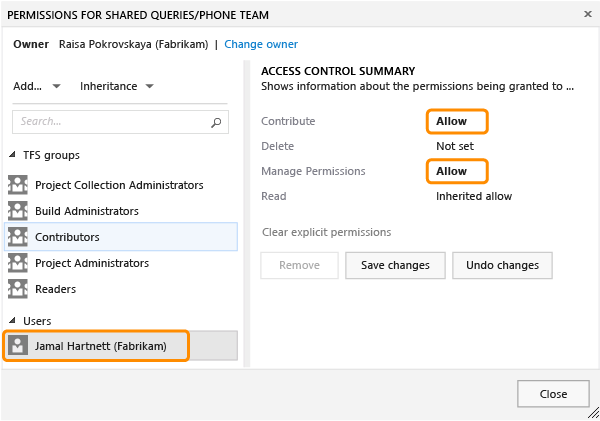 PERMISSIONS FOR SHARED QUERIES/PHONE TEAM
Owner Raisa Pokrovskaya (Fabrikam) | Change owner
Add... Inheritance
Search...
TFS groups
Project Collection Administrators
Build Administrators
Contributors
Project Administrators
Readers
Users
Jamal Hartnett (Fabrikam)
ACCESS CONTROL SUMMARY
Shows information about the permissions being granted to ...
Contribute Allow
Delete Not set
Manage Permissions Allow
Read Inherited allow
Clear explicit permissions
Remove Save changes Undo changes
Close